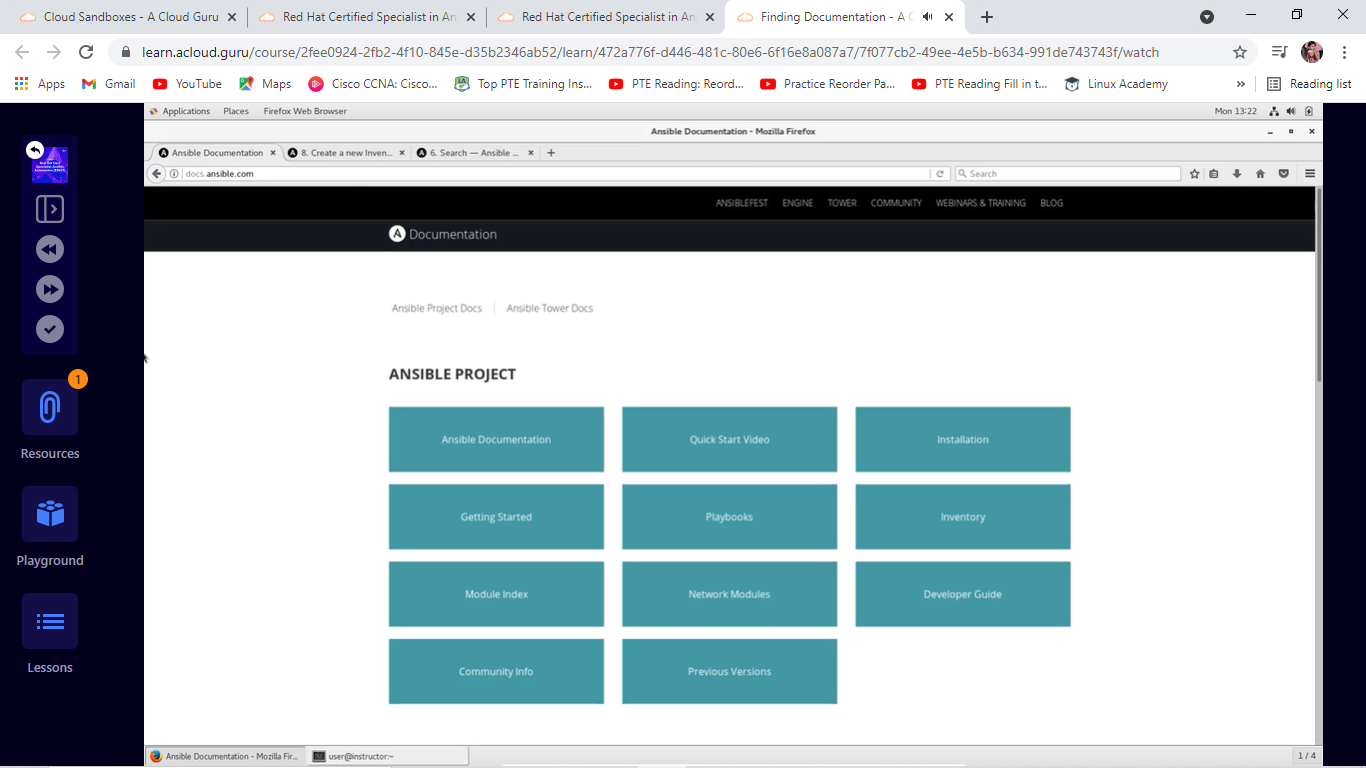 Cloud Sandboxes - A Cloud Guru
Red Hat Certified Specialist in An
Red Hat Certified Specialist in An
Finding Documentation - A C
learn.acloud.guru/course/2fee0924-2fb2-4f10-845e-d35b2346ab52/learn/472a776f-d446-481c-80e6-6f16e8a087a7/7f077cb2-49ee-4e5b-b634-991de743743f/watch
Apps
Gmail
YouTube
Maps
Cisco CCNA: Cisco...
Top PTE Training Ins...
PTE Reading: Reord...
Practice Reorder Pa...
PTE Reading Fill in t...
Linux Academy
»
Reading list
Applications Places Firefox Web Browser
Mon 13:22
Ansible Documentation - Mozilla Firefox
Ansible Documentation
8. Create a new Inven...
6. Search — Ansible ...
docs.ansible.com
Search
ANSIBLEFEST ENGINE TOWER COMMUNITY WEBINARS & TRAINING BLOG
A Documentation
Ansible Project Docs
Ansible Tower Docs
ANSIBLE PROJECT
Ansible Documentation
Quick Start Video
Installation
Getting Started
Playbooks
Inventory
Module Index
Network Modules
Developer Guide
Community Info
Previous Versions
1
Resources
Playground
Lessons
Ansible Documentation - Mozilla Fir...
user@instructor:~
1 / 4